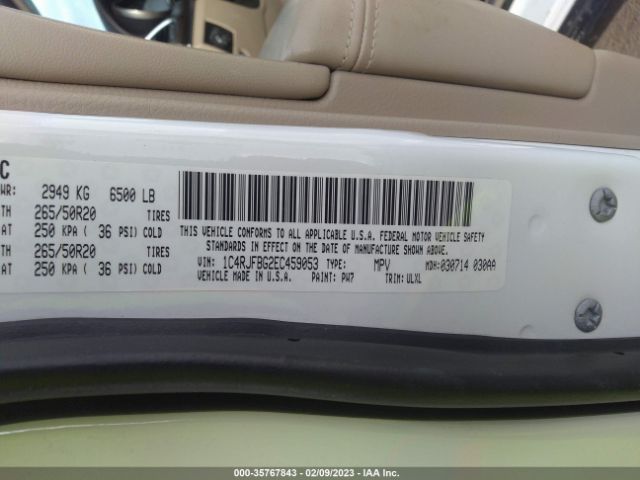 C
WR: 2949 KG 6500 LB
TH 265/50R20 TIRES
AT 250 KPA ( 36 PSI) COLD
TH 265/50R20 TIRES
AT 250 KPA ( 36 PSI) COLD
THIS VEHICLE CONFORMS TO ALL APPLICABLE U.S.A. FEDERAL MOTOR VEHICLE SAFETY
STANDARDS IN EFFECT ON THE DATE OF MANUFACTURE SHOWN ABOVE.
VIN: 1C4RJFBG2EC459053 TYPE: MPV MDH: 030714 030AA
VEHICLE MADE IN U.S.A. PAINT: PW7 TRIM: ULXL
000-35767843 - 02/09/2023 - IAA Inc.